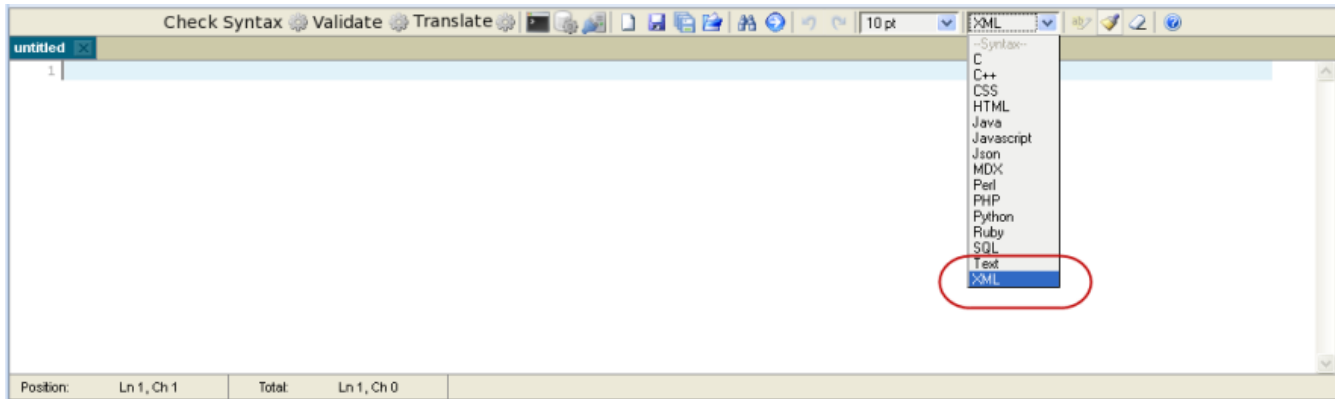 Check Syntax Validate Translate 10 pt XML
untitled
1
--Syntax--
C
C++
CSS
HTML
Java
Javascript
Json
MDX
Perl
PHP
Python
Ruby
SQL
Text
XML
Position: Ln 1, Ch 1 Total: Ln 1, Ch 0